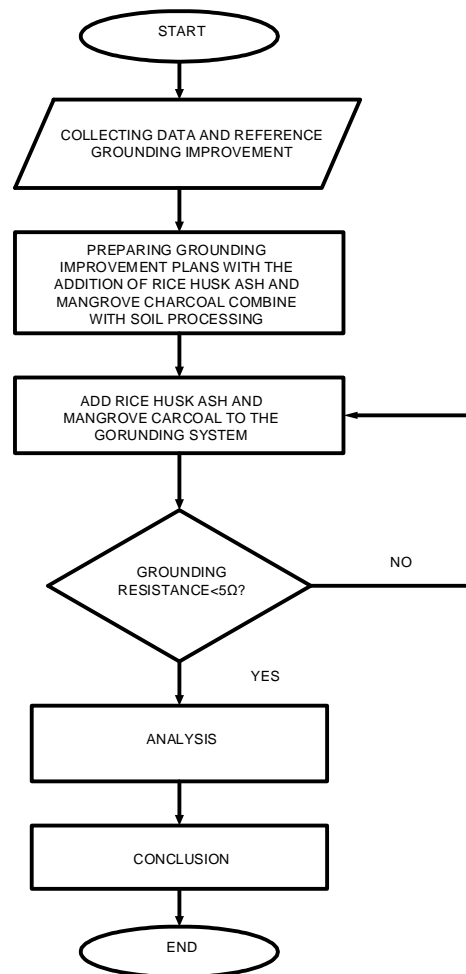 START
COLLECTING DATA AND REFERENCE
GROUNDING IMPROVEMENT
PREPARING GROUNDING
IMPROVEMENT PLANS WITH THE
ADDITION OF RICE HUSK ASH AND
MANGROVE CHARCOAL COMBINE
WITH SOIL PROCESSING
ADD RICE HUSK ASH AND
MANGROVE CARCOAL TO THE
GORUNDING SYSTEM
GROUNDING
RESISTANCE<5Ω?
NO
YES
ANALYSIS
CONCLUSION
END